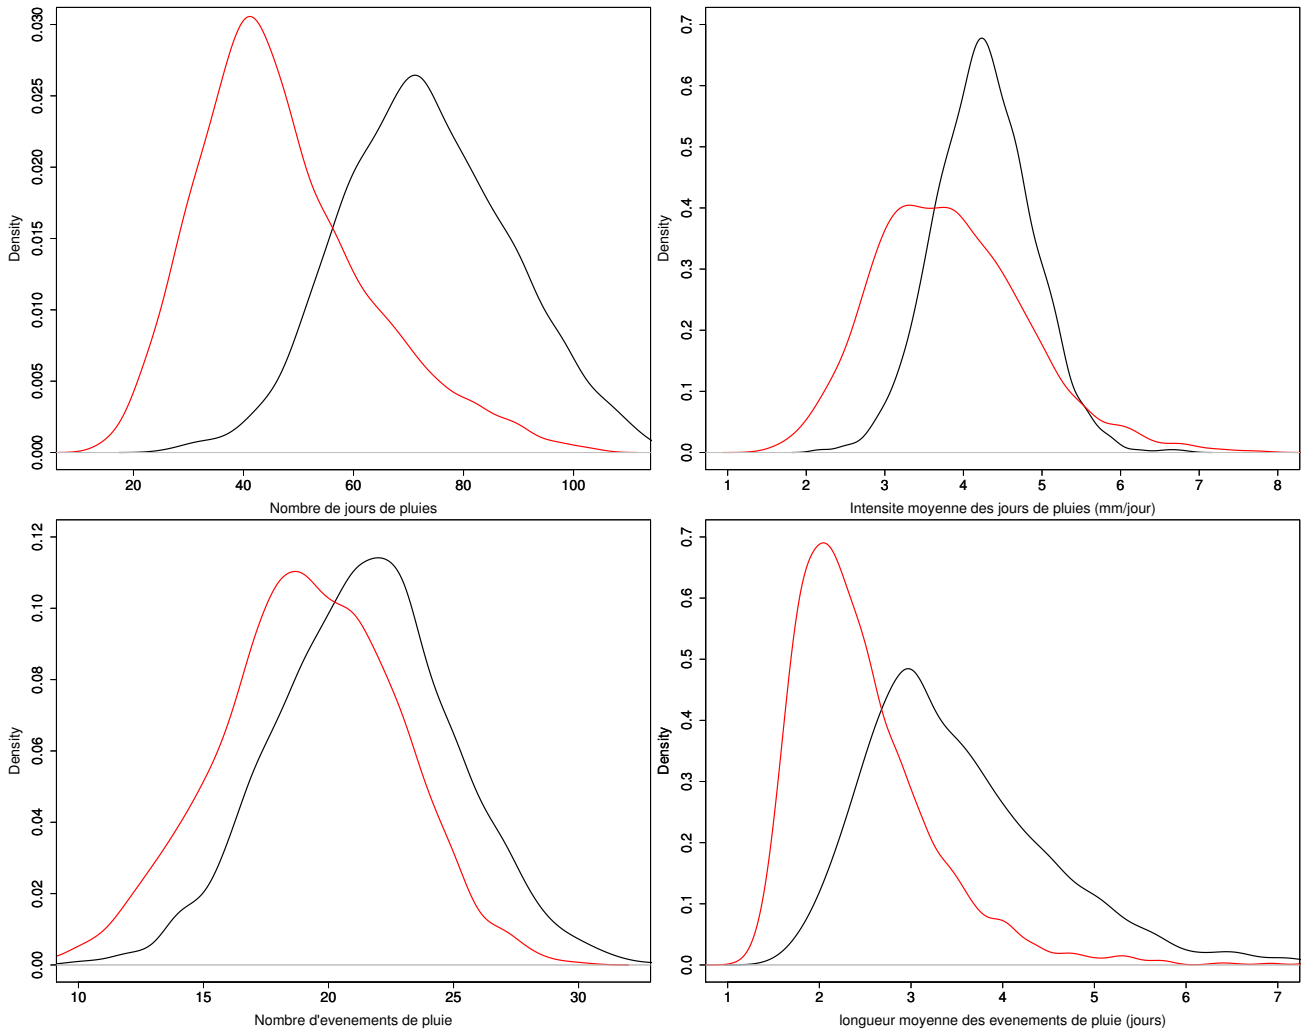 0.000 0.005 0.010 0.015 0.020 0.025 0.030
Density
20 40 60 80 100
Nombre de jours de pluies
0.0 0.1 0.2 0.3 0.4 0.5 0.6 0.7
Density
1 2 3 4 5 6 7 8
Intensite moyenne des jours de pluies (mm/jour)
0.00 0.02 0.04 0.06 0.08 0.10 0.12
Density
10 15 20 25 30
Nombre d'evenements de pluie
0.0 0.1 0.2 0.3 0.4 0.5 0.6 0.7
Density
1 2 3 4 5 6 7
longueur moyenne des evenements de pluie (jours)